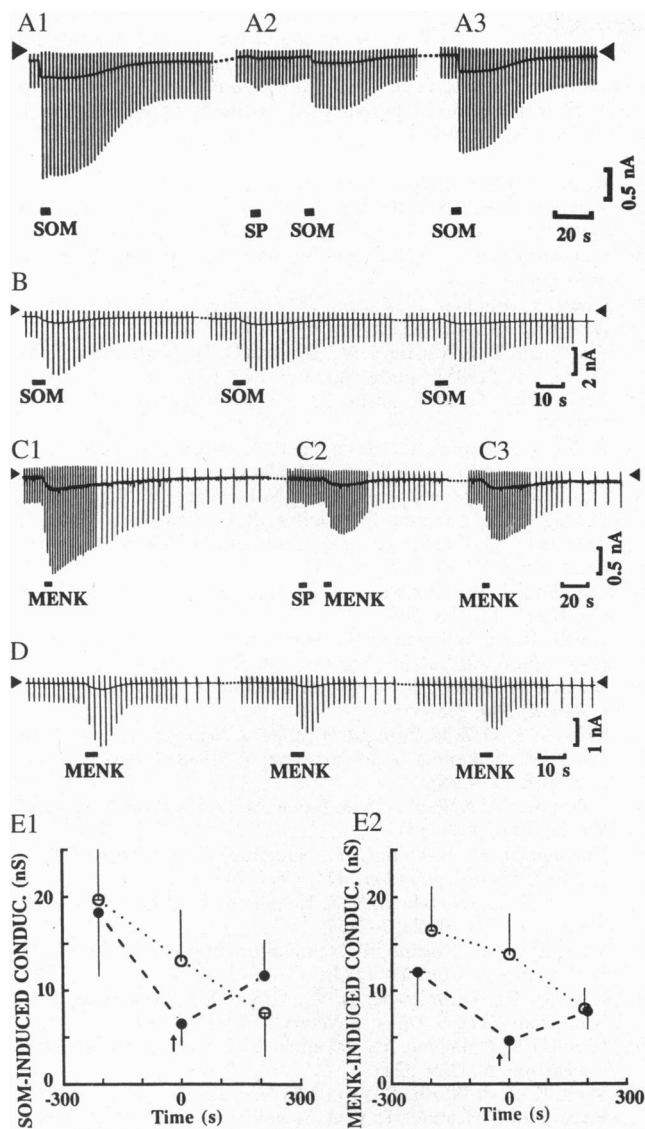 A1 A2 A3
0.5 nA
SOM SP SOM SOM 20 s
B
2 nA
SOM SOM SOM 10 s
C1 C2 C3
0.5 nA
MENK SP MENK MENK 20 s
D
1 nA
MENK MENK MENK 10 s
E1 E2
SOM-INDUCED CONDUC. (nS)
20
10
0
-300 0 300
Time (s)
MENK-INDUCED CONDUC. (nS)
20
10
0
-300 0 300
Time (s)